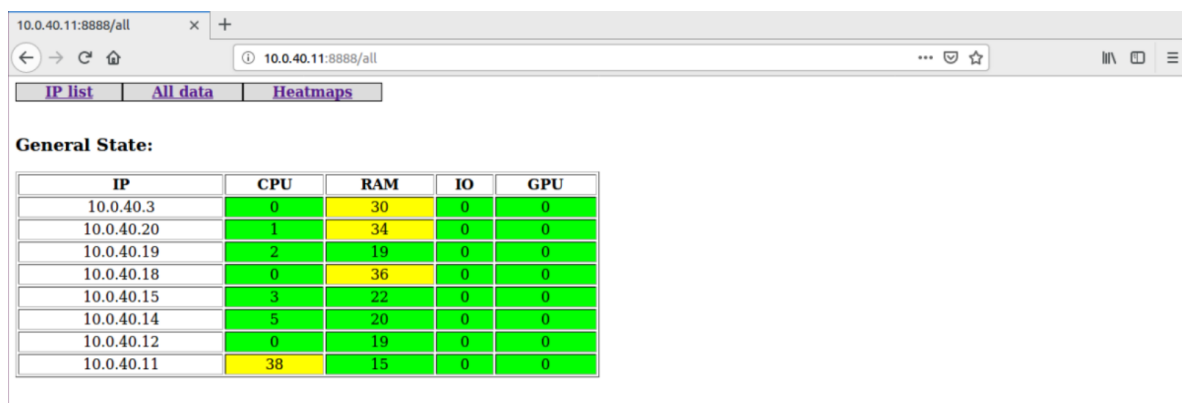 10.0.40.11:8888/all
10.0.40.11:8888/all
IP list All data Heatmaps
General State:
IP CPU RAM IO GPU
10.0.40.3 0 30 0 0
10.0.40.20 1 34 0 0
10.0.40.19 2 19 0 0
10.0.40.18 0 36 0 0
10.0.40.15 3 22 0 0
10.0.40.14 5 20 0 0
10.0.40.12 0 19 0 0
10.0.40.11 38 15 0 0